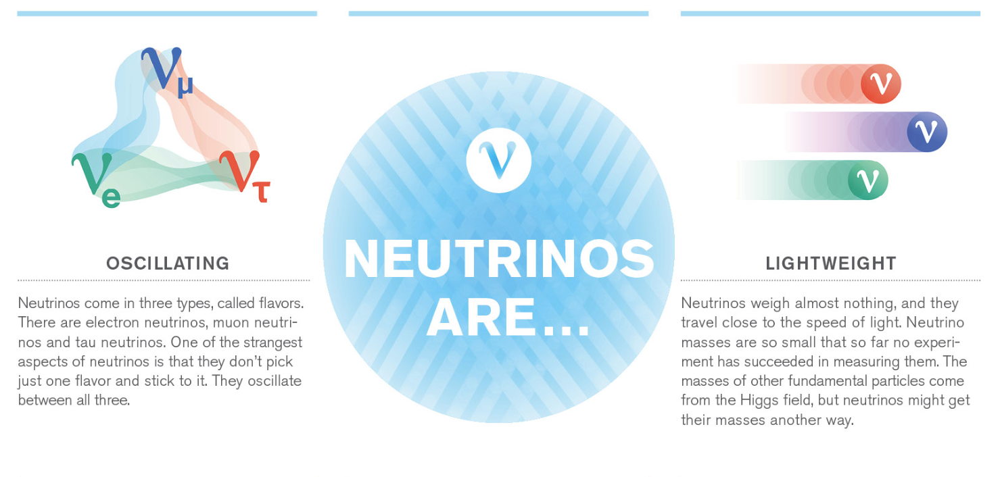 ν
μ
ν
e
ν
τ
OSCILLATING
Neutrinos come in three types, called flavors.
There are electron neutrinos, muon neutri-
nos and tau neutrinos. One of the strangest
aspects of neutrinos is that they don’t pick
just one flavor and stick to it. They oscillate
between all three.
ν
NEUTRINOS
ARE...
ν
ν
ν
LIGHTWEIGHT
Neutrinos weigh almost nothing, and they
travel close to the speed of light. Neutrino
masses are so small that so far no experi-
ment has succeeded in measuring them. The
masses of other fundamental particles come
from the Higgs field, but neutrinos might get
their masses another way.